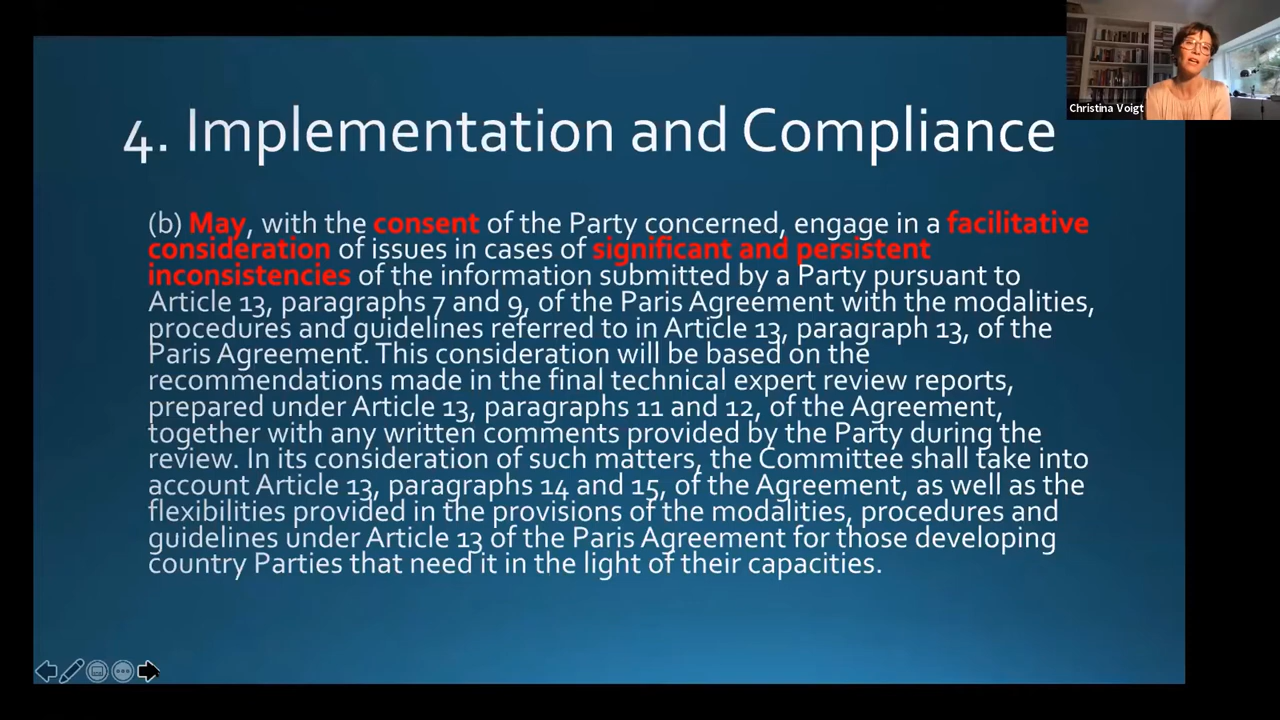 Christina Voigt
4. Implementation and Compliance
(b) May, with the consent of the Party concerned, engage in a facilitative
consideration of issues in cases of significant and persistent
inconsistencies of the information submitted by a Party pursuant to
Article 13, paragraphs 7 and 9, of the Paris Agreement with the modalities,
procedures and guidelines referred to in Article 13, paragraph 13, of the
Paris Agreement. This consideration will be based on the
recommendations made in the final technical expert review reports,
prepared under Article 13, paragraphs 11 and 12, of the Agreement,
together with any written comments provided by the Party during the
review. In its consideration of such matters, the Committee shall take into
account Article 13, paragraphs 14 and 15, of the Agreement, as well as the
flexibilities provided in the provisions of the modalities, procedures and
guidelines under Article 13 of the Paris Agreement for those developing
country Parties that need it in the light of their capacities.